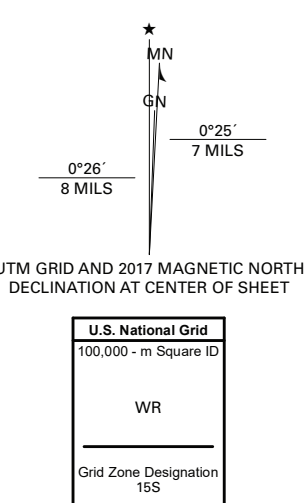 ★
MN
GN
0°25´
7 MILS
0°26´
8 MILS
UTM GRID AND 2017 MAGNETIC NORTH
DECLINATION AT CENTER OF SHEET
U.S. National Grid
100,000 - m Square ID
WR
Grid Zone Designation
15S